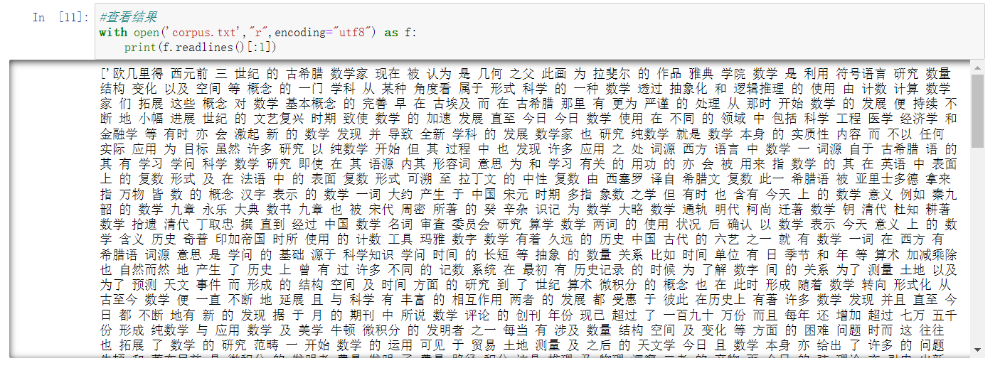 In [11]: #查看结果
with open('corpus.txt',"r",encoding="utf8") as f:
print(f.readlines()[:1])
['欧几里得 西元前 三 世纪 的 古希腊 数学家 现在 被 认为 是 几何 之父 此画 为 拉斐尔 的 作品 雅典 学院 数学 是 利用 符号语言 研究 数量
结构 变化 以及 空间 等 概念 的 一门 学科 从 某种 角度看 属于 形式 科学 的 一种 数学 透过 抽象化 和 逻辑推理 的 使用 由 计数 计算 数学
家 们 拓展 这些 概念 对 数学 基本概念 的 完善 早 在 古埃及 而 在 古希腊 那里 有 更为 严谨 的 处理 从 那时 开始 数学 的 发展 便 持续 不
断 地 小幅 进展 世纪 的 文艺复兴 时期 致使 数学 的 加速 发展 直至 今日 今日 数学 使用 在 不同 的 领域 中 包括 科学 工程 医学 经济学 和
金融学 等 有时 亦 会 激起 新 的 数学 发现 并 导致 全新 学科 的 发展 数学家 也 研究 纯数学 就是 数学 本身 的 实质性 内容 而 不以 任何
实际 应用 为 目标 虽然 许多 研究 以 纯数学 开始 但 其 过程 中 也 发现 许多 应用 之 处 词源 西方 语言 中 数学 一 词源 自于 古希腊 语 的
其 有 学习 学问 科学 数学 研究 即使 在 其 语源 内其 形容词 意思 为 和 学习 有关 的 用功 的 亦 会 被 用来 指 数学 的 其 在 英语 中 表面
上 的 复数 形式 及 在 法语 中 的 表面 复数 形式 可溯 至 拉丁文 的 中性 复数 由 西塞罗 译自 希腊文 复数 此一 希腊语 被 亚里士多德 拿来
指 万物 皆 数 的 概念 汉字 表示 的 数学 一词 大约 产生 于 中国 宋元 时期 多指 象数 之学 但 有时 也 含有 今天 上 的 数学 意义 例如 秦九
韶 的 数学 九章 永乐 大典 数书 九章 也 被 宋代 周密 所著 的 癸 辛杂 识记 为 数学 大略 数学 通轨 明代 柯尚 迁著 数学 钥 清代 杜知 耕著
数学 拾遗 清代 丁取忠 撰 直到 经过 中国 数学 名词 审查 委员会 研究 算学 数学 两词 的 使用 状况 后 确认 以 数学 表示 今天 意义 上 的 数
学 含义 历史 奇普 印加帝国 时所 使用 的 计数 工具 玛雅 数字 数学 有着 久远 的 历史 中国 古代 的 六艺 之一 就 有 数学 一词 在 西方 有
希腊语 词源 意思 是 学问 的 基础 源于 科学知识 学问 时间 的 长短 等 抽象 的 数量 关系 比如 时间 单位 有 日 季节 和 年 等 算术 加减乘除
也 自然而然 地 产生 了 历史 上 曾 有 过 许多 不同 的 记数 系统 在 最初 有 历史记录 的 时候 为 了解 数字 间 的 关系 为了 测量 土地 以及
为了 预测 天文 事件 而 形成 的 结构 空间 及 时间 方面 的 研究 到 了 世纪 算术 微积分 的 概念 也 在 此时 形成 随着 数学 转向 形式化 从
古至今 数学 便 一直 不断 地 延展 且 与 科学 有 丰富 的 相互作用 两者 的 发展 都 受惠 于 彼此 在历史上 有著 许多 数学 发现 并且 直至 今
日 都 不断 地有 新 的 发现 据 于 月 的 期刊 中 所说 数学 评论 的 创刊 年份 现已 超过 了 一百九十 万份 而且 每年 还 增加 超过 七万 五千
份 形成 纯数学 与 应用 数学 及 美学 牛顿 微积分 的 发明者 之一 每当 有 涉及 数量 结构 空间 及 变化 等 方面 的 困难 问题 时而 这 往往
也 拓展 了 数学 的 研究 范畴 一 开始 数学 的 运用 可见 于 贸易 土地 测量 及 之后 的 天文学 今日 且 数学 本身 亦 给出 了 许多 的 问题